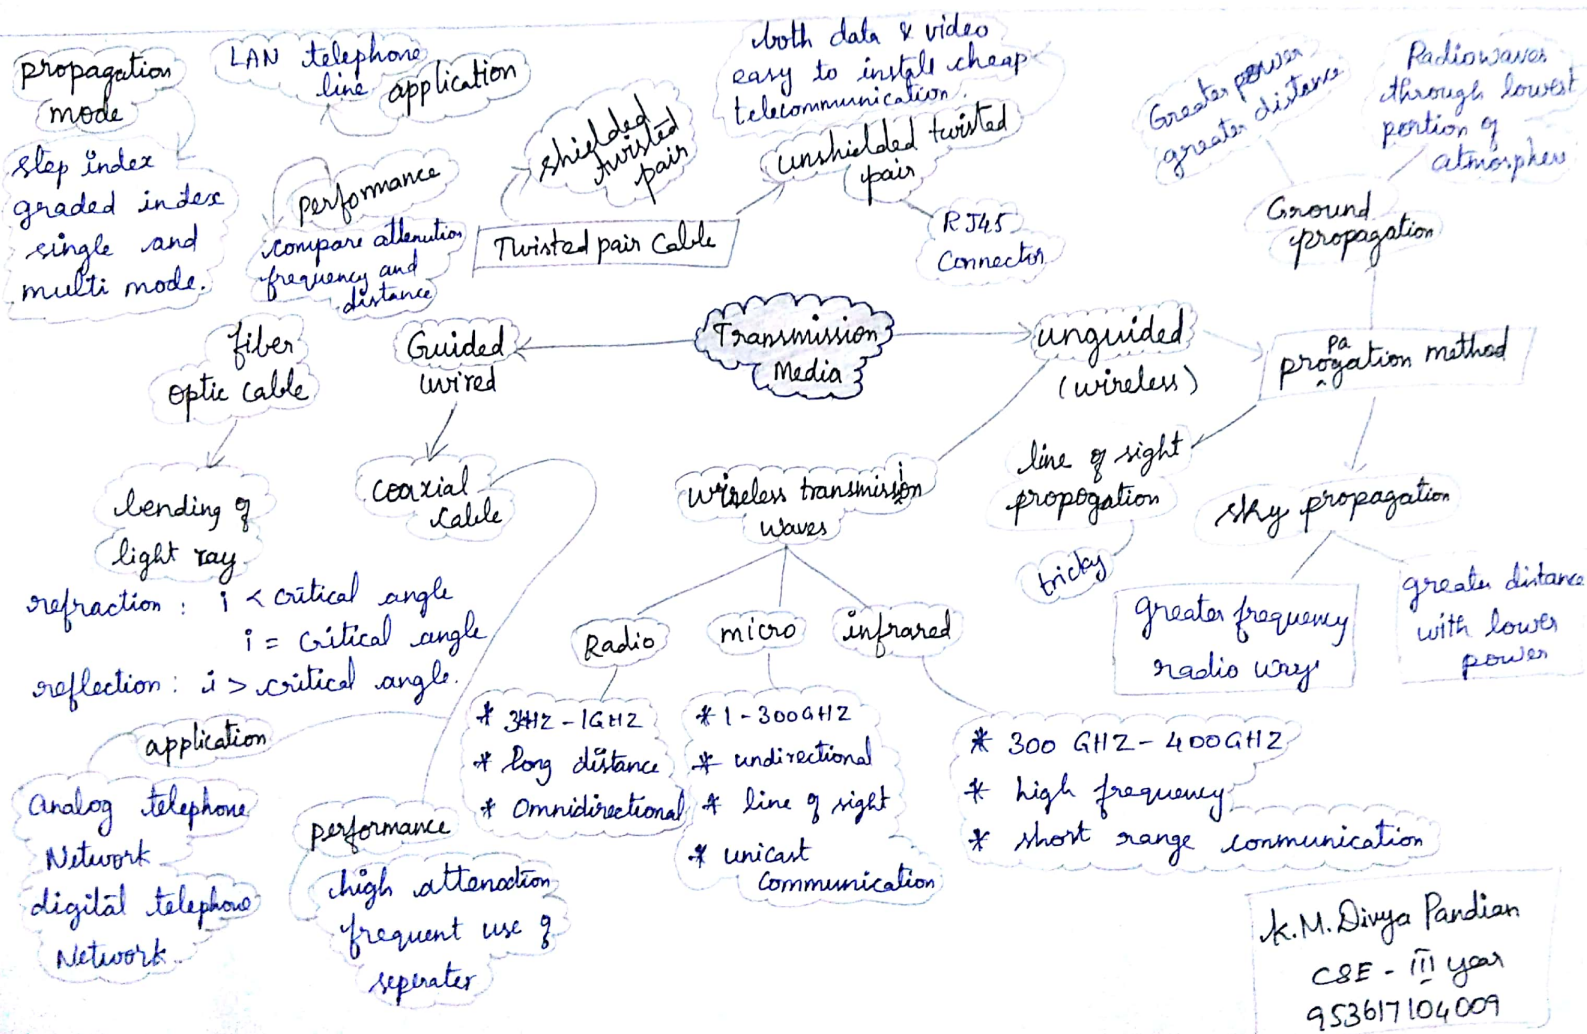 propagation
mode
step index
graded index
single and
multi mode.
LAN telephone
line
application
performance
compare attenution
frequency and
distance
shielded
twisted
pair
Twisted pair Cable
both data & video
easy to instale cheap
telecommunication.
unshielded twisted
pair
RJ45
Connector
Greater power
greater distance
Radiowaves
through lowest
portion of
atmosphere
Ground
propagation
Transmission
Media
Guided
wired
unguided
(wireless)
propagation method
fiber
optic cable
bending of
light ray
refraction : i < critical angle
i = critical angle
reflection : i > critical angle.
coaxial
cable
application
analog telephone
Network
digital telephone
Network
performance
high attenaction
frequent use of
seperater
wireless transmission
waves
Radio
* 3KHZ - 1GHZ
* long distance
* Omnidirectional
micro
* 1 - 300GHZ
* undirectional
* line of sight
* unicast
Communication
infrared
* 300 GHZ - 400GHZ
* high frequency
* short range communication
line of sight
propogation
tricky
sky propagation
greater frequency
radio way
greater distance
with lower
power
K.M. Divya Pandian
CSE - III year
953617104009